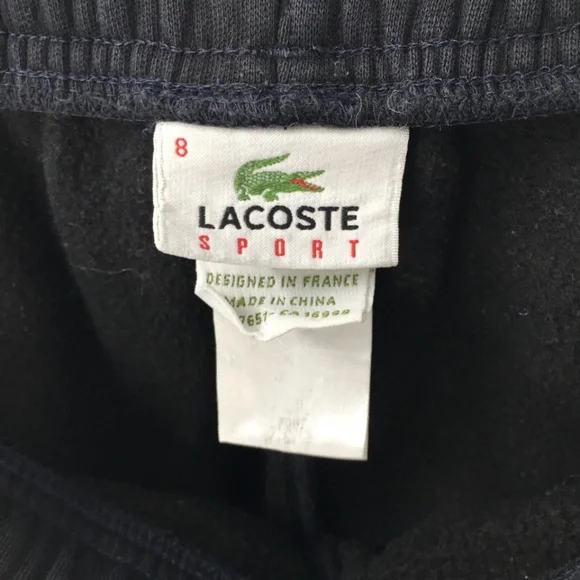 8
LACOSTE
SPORT
DESIGNED IN FRANCE
MADE IN CHINA